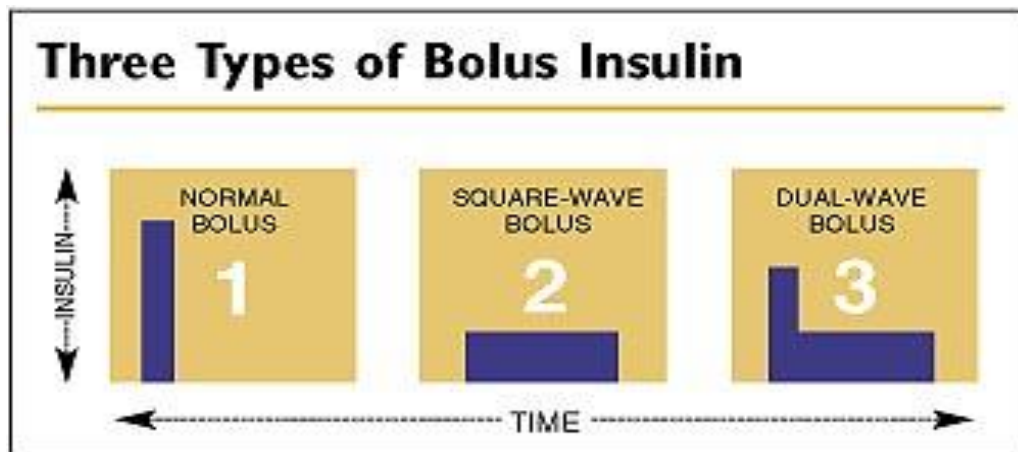 Three Types of Bolus Insulin
INSULIN
NORMAL
BOLUS
1
SQUARE-WAVE
BOLUS
2
DUAL-WAVE
BOLUS
3
TIME